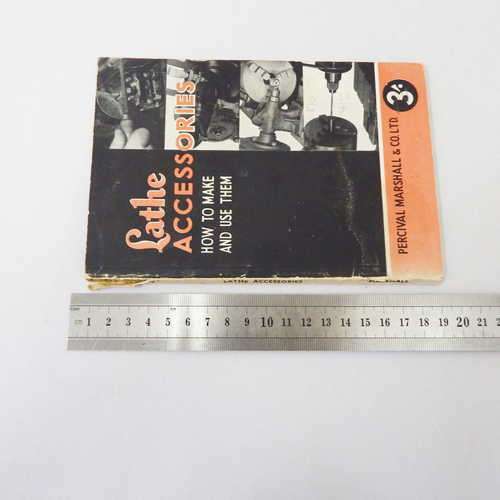 Lathe
ACCESSORIES
HOW TO MAKE
AND USE THEM
3/-
PERCIVAL MARSHALL & CO. LTD.
LATHE ACCESSORIES
cm 1 2 3 4 5 6 7 8 9 10 11 12 13 14 15 16 17 18 19 20 21